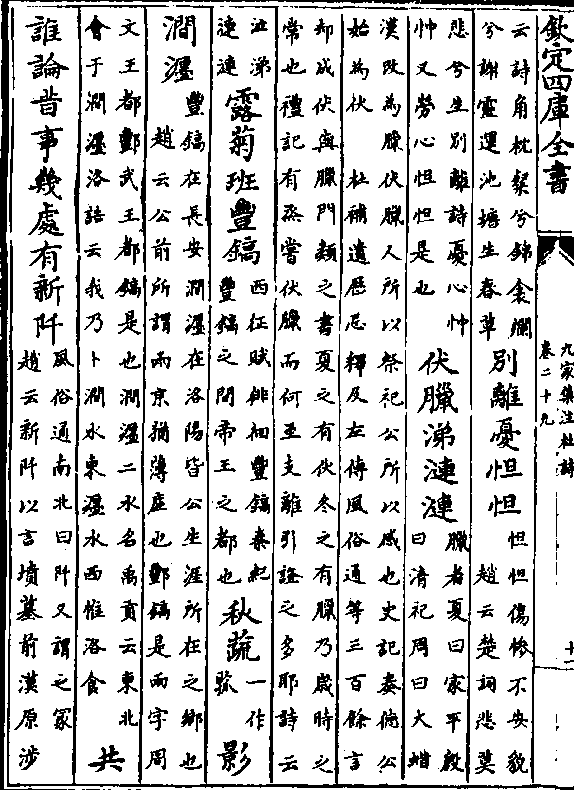 欽定四庫全書
九家集注杜詩
卷二十九
十一
云詩角枕粲兮錦衾爛
兮謝靈運池塘生春草
別離憂怛怛
怛怛傷慘不安貌
趙云楚詞悲莫
悲兮生別離詩憂心忡
忡又勞心怛怛是也
伏臘涕漣漣
臘者夏曰家平殷
曰清祀周曰大蜡
漢改為臘伏臘人所以祭祀公所以感也史記秦德公
始為伏 杜補遺歷忌釋及左傳風俗通等三百餘言
却成伏與臘門類之書夏之有伏冬之有臘乃歲時之
常也禮記有烝嘗伏臘而何至支離引證之多耶詩云
泣涕
漣漣
露菊班豐鎬
西征賦徘徊豐鎬秦紀
豐鎬之間帝王之都也
秋蔬
一作
菰
影
澗瀍
豐鎬在長安澗瀍在洛陽皆公生涯所在之鄉也
趙云公前所謂兩京猶薄産也酆鎬是兩字周
文王都酆武王都鎬是也澗瀍二水名禹貢云東北
會于澗瀍洛誥云我乃卜澗水東瀍水西惟洛食
共
誰論昔事幾處有新阡
風俗通南北曰阡又謂之冢
趙云新阡以言墳墓前漢原涉